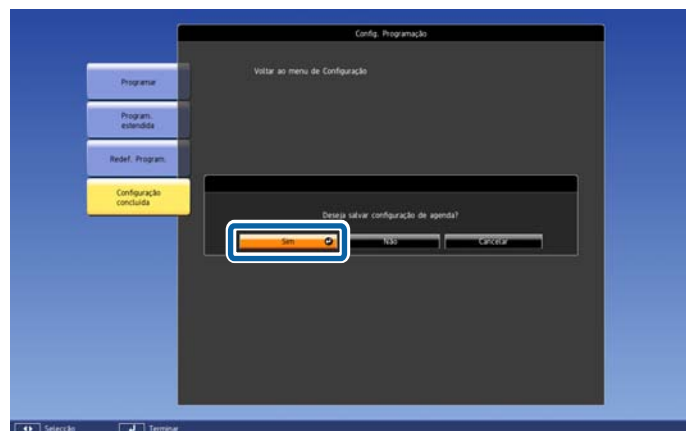 Config. Programação
Voltar ao menu de Configuração
Programar
Program.
estendida
Redef. Program.
Configuração
concluída
Deseja salvar configuração de agenda?
Sim
Não
Cancelar
Selecção
Terminar